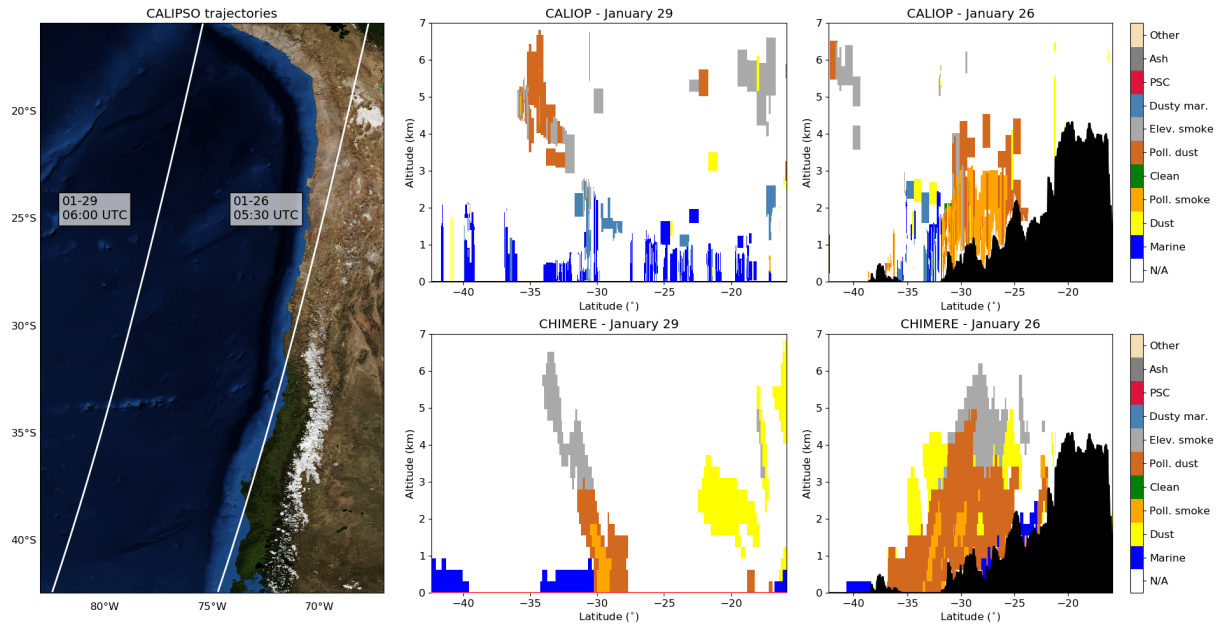 CALIPSO trajectories
20°S
25°S
30°S
35°S
40°S
01-29
06:00 UTC
01-26
05:30 UTC
80°W
75°W
70°W
CALIOP - January 29
Altitude (km)
7
6
5
4
3
2
1
0
−40
−35
−30
−25
−20
Latitude (°)
CALIOP - January 26
Altitude (km)
7
6
5
4
3
2
1
0
−40
−35
−30
−25
−20
Latitude (°)
Other
Ash
PSC
Dusty mar.
Elev. smoke
Poll. dust
Clean
Poll. smoke
Dust
Marine
N/A
CHIMERE - January 29
Altitude (km)
7
6
5
4
3
2
1
0
−40
−35
−30
−25
−20
Latitude (°)
CHIMERE - January 26
Altitude (km)
7
6
5
4
3
2
1
0
−40
−35
−30
−25
−20
Latitude (°)
Other
Ash
PSC
Dusty mar.
Elev. smoke
Poll. dust
Clean
Poll. smoke
Dust
Marine
N/A